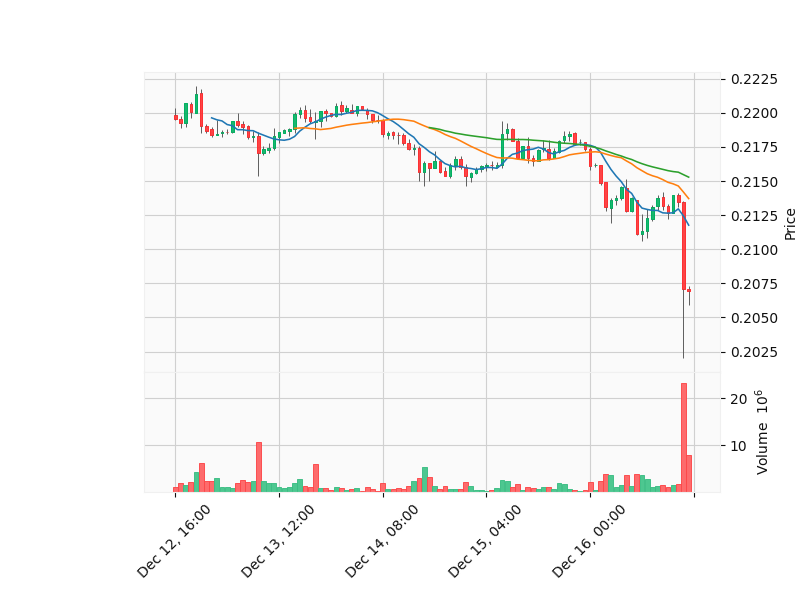 0.2225
0.2200
0.2175
0.2150
0.2125
0.2100
0.2075
0.2050
0.2025
Price
20
10
Volume 10^6
Dec 12, 16:00
Dec 13, 12:00
Dec 14, 08:00
Dec 15, 04:00
Dec 16, 00:00